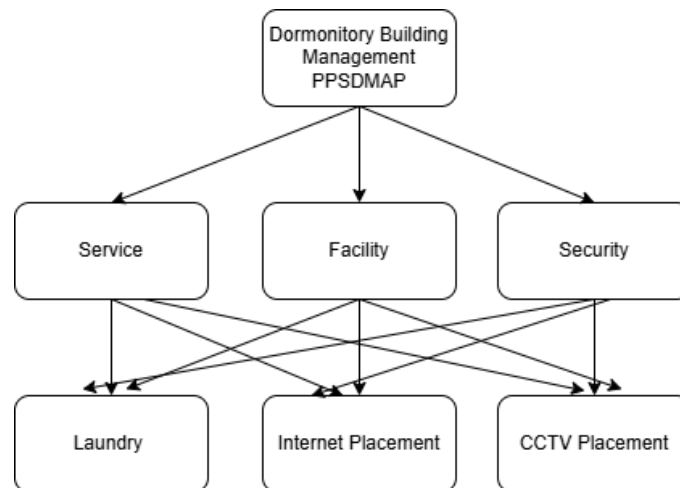 Dormonitory Building
Management
PPSDMAP
Service
Facility
Security
Laundry
Internet Placement
CCTV Placement